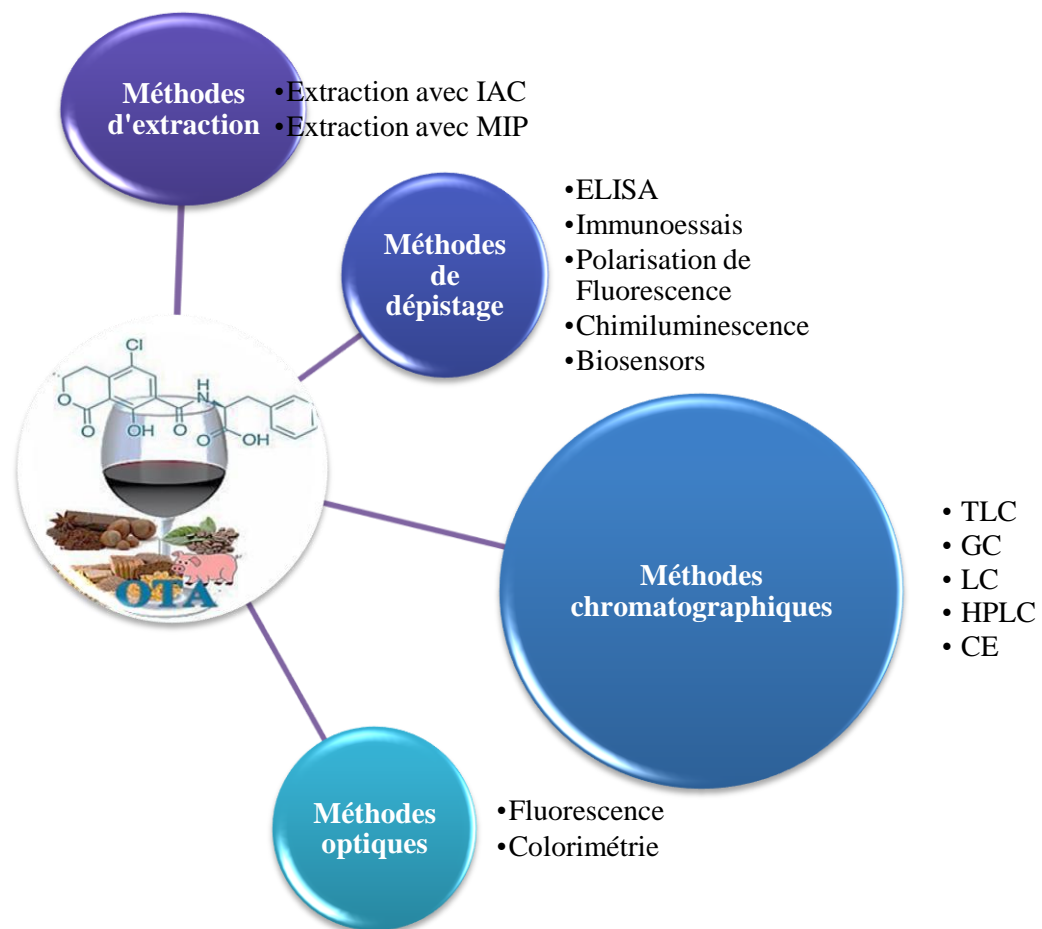 Méthodes
d'extraction
•Extraction avec IAC
•Extraction avec MIP
Méthodes
de
dépistage
•ELISA
•Immunoessais
•Polarisation de
Fluorescence
•Chimiluminescence
•Biosensors
Cl
O
O
OH
O
H
N
O
OH
OTA
Méthodes
chromatographiques
• TLC
• GC
• LC
• HPLC
• CE
Méthodes
optiques
•Fluorescence
•Colorimétrie